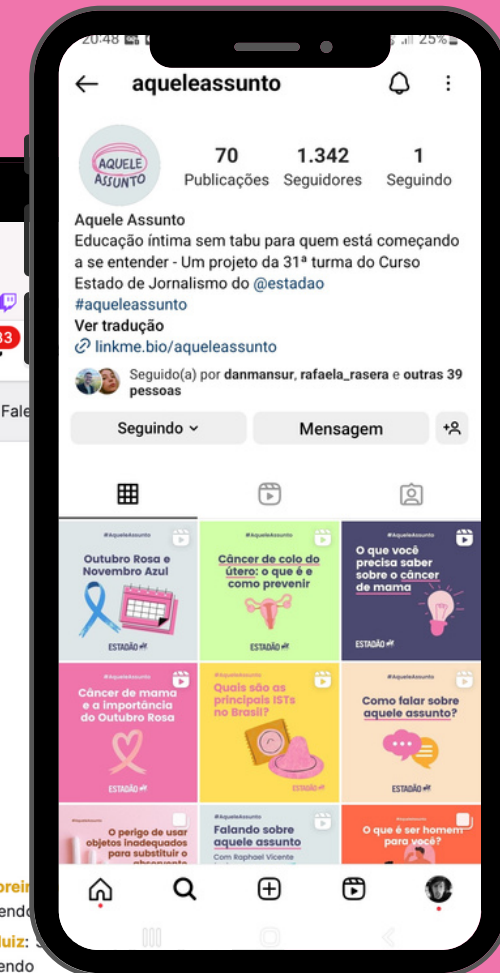 20:48
25%
aqueleassunto
AQUELE
ASSUNTO
70
1.342
1
Publicações
Seguidores
Seguindo
Aquele Assunto
Educação íntima sem tabu para quem está começando
a se entender - Um projeto da 31ª turma do Curso
Estado de Jornalismo do @estadao
#aqueleassunto
Ver tradução
linkme.bio/aqueleassunto
Seguido(a) por danmansur, rafaela_rasera e outras 39
pessoas
Seguindo
Mensagem
#AqueleAssunto
Outubro Rosa e
Novembro Azul
ESTADÃO
#AqueleAssunto
Câncer de colo do
útero: o que é e
como prevenir
ESTADÃO
#AqueleAssunto
O que você
precisa saber
sobre o câncer
de mama
ESTADÃO
#AqueleAssunto
Câncer de mama
e a importância
do Outubro Rosa
ESTADÃO
#AqueleAssunto
Quais são as
principais ISTs
no Brasil?
ESTADÃO
#AqueleAssunto
Como falar sobre
aquele assunto?
ESTADÃO
#AqueleAssunto
O perigo de usar
objetos inadequados
para substituir o
absorvente
#AqueleAssunto
Falando sobre
aquele assunto
Com Raphael Vicente
#AqueleAssunto
O que é ser homem
para você?
33
Fale
endo
luiz:
endo